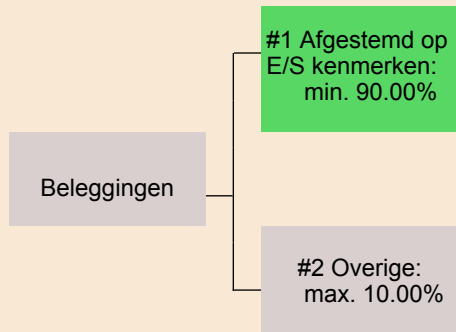 #1 Afgestemd op
E/S kenmerken:
min. 90.00%
Beleggingen
#2 Overige:
max. 10.00%